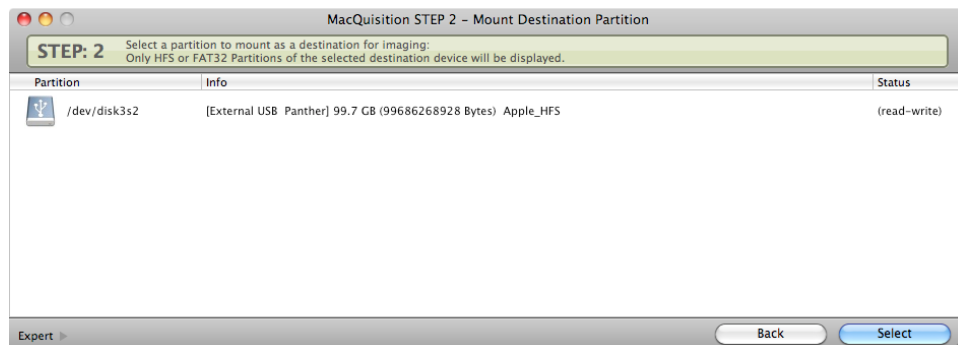 MacQuisition STEP 2 – Mount Destination Partition
STEP: 2
Select a partition to mount as a destination for imaging:
Only HFS or FAT32 Partitions of the selected destination device will be displayed.
Partition Info Status
/dev/disk3s2 [External USB Panther] 99.7 GB (99686268928 Bytes) Apple_HFS (read-write)
Expert Back Select